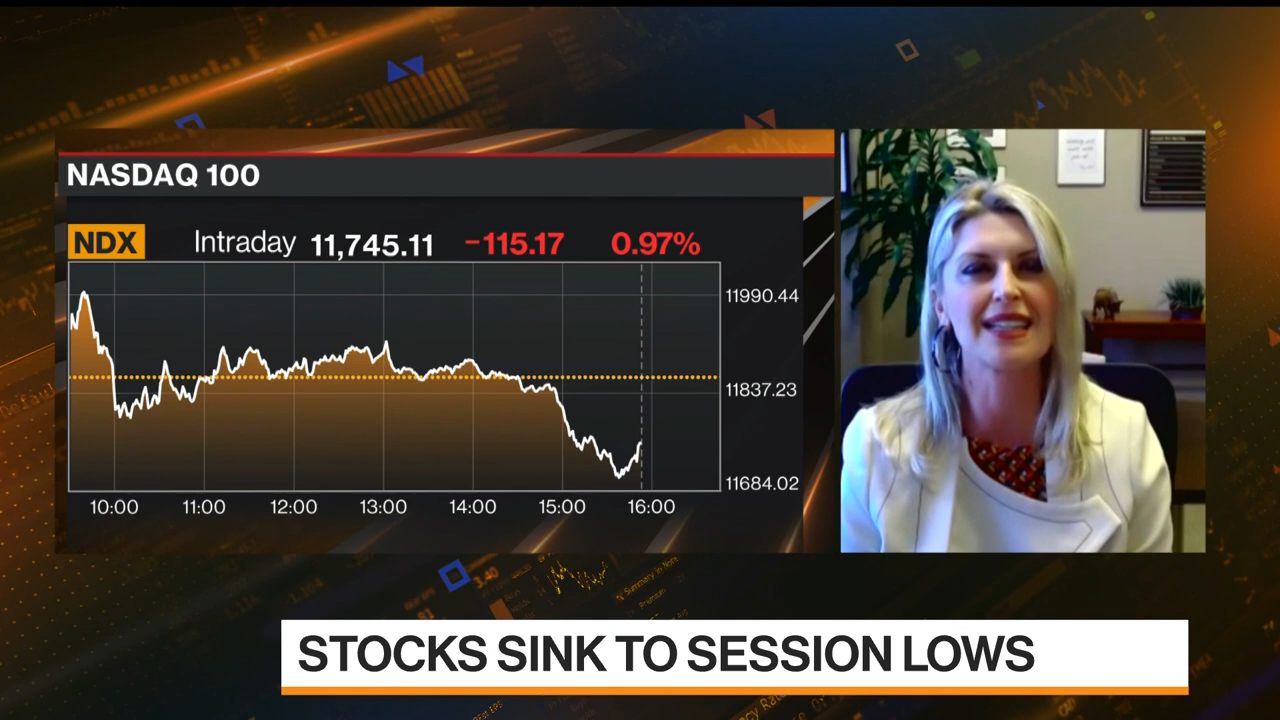 NASDAQ 100
NDX Intraday 11,745.11 −115.17 0.97%
11990.44
11837.23
11684.02
10:00 11:00 12:00 13:00 14:00 15:00 16:00
STOCKS SINK TO SESSION LOWS